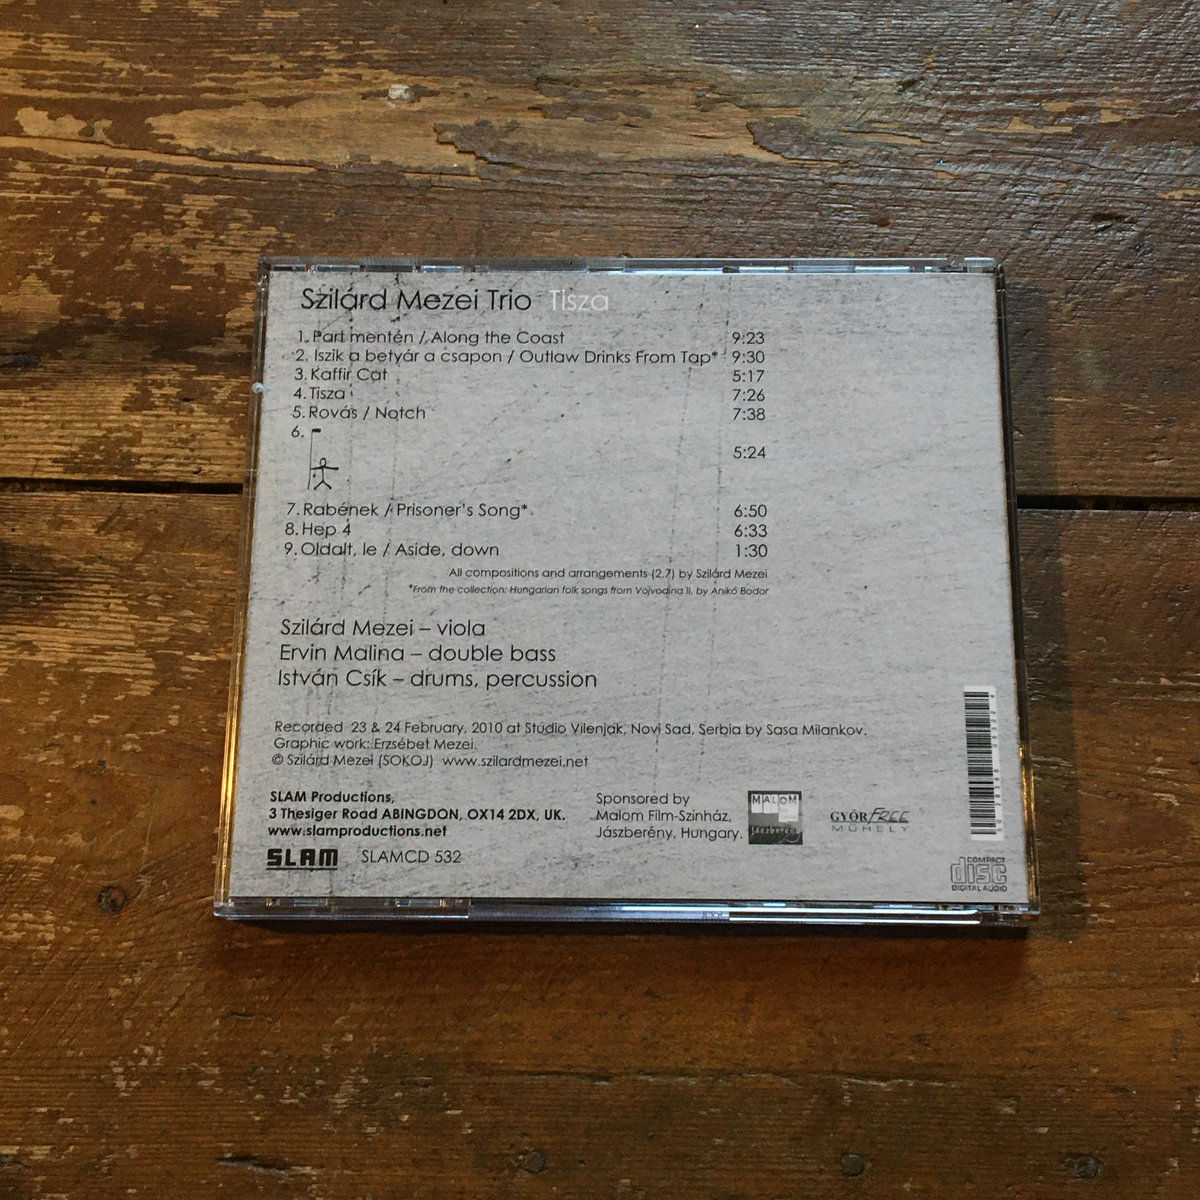 Szilárd Mezei Trio Tisza
1. Part mentén / Along the Coast 9:23
2. Iszik a betyár a csapon / Outlaw Drinks From Tap* 9:30
3. Kaffir Cat 5:17
4. Tisza 7:26
5. Rovás / Notch 7:38
6. 5:24
7. Rabének / Prisoner's Song* 6:50
8. Hep 4 6:33
9. Oldalt, le / Aside, down 1:30
All compositions and arrangements (2,7) by Szilárd Mezei
*From the collection: Hungarian folk songs from Vojvodina II, by Anikó Bodor
Szilárd Mezei – viola
Ervin Malina – double bass
István Csík – drums, percussion
Recorded 23 & 24 February, 2010 at Studio Vilenjak, Novi Sad, Serbia by Sasa Milankov.
Graphic work: Erzsébet Mezei.
© Szilárd Mezei (SOKOJ) www.szilardmezei.net
SLAM Productions,
3 Thesiger Road ABINGDON, OX14 2DX, UK.
www.slamproductions.net
SLAM SLAMCD 532
Sponsored by
Malom Film-Színház,
Jászberény, Hungary.
MALOM
Jászberény
GYŐR FREE
MŰHELY
COMPACT
disc
DIGITAL AUDIO